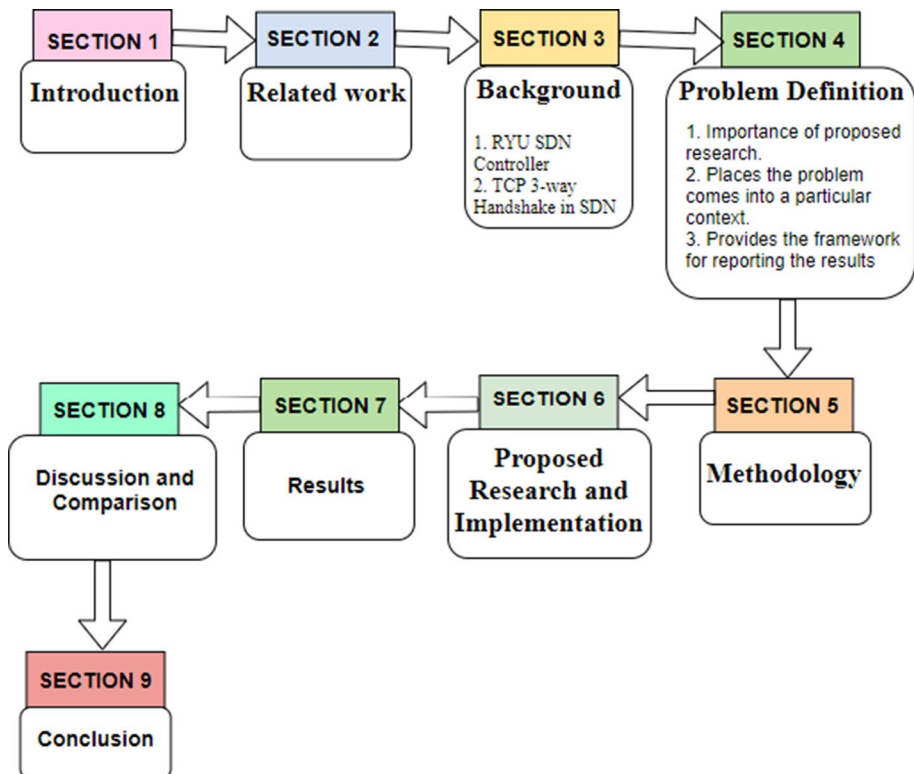 SECTION 1
Introduction
SECTION 2
Related work
SECTION 3
Background
1. RYU SDN
Controller
2. TCP 3-way
Handshake in SDN
SECTION 4
Problem Definition
1. Importance of proposed
research.
2. Places the problem
comes into a particular
context.
3. Provides the framework
for reporting the results
SECTION 5
Methodology
SECTION 6
Proposed
Research and
Implementation
SECTION 7
Results
SECTION 8
Discussion and
Comparison
SECTION 9
Conclusion